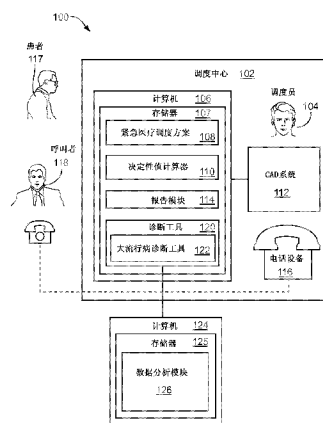 100
患者
117
呼叫者
118
调度中心 102
计算机 106
存储器 107
紧急医疗调度方案
108
决定性值计算器
110
报告模块 114
诊断工具 120
大流行病诊断工具
122
调度员
104
CAD系统
112
电话设备
116
计算机 124
存储器 125
数据分析模块
126